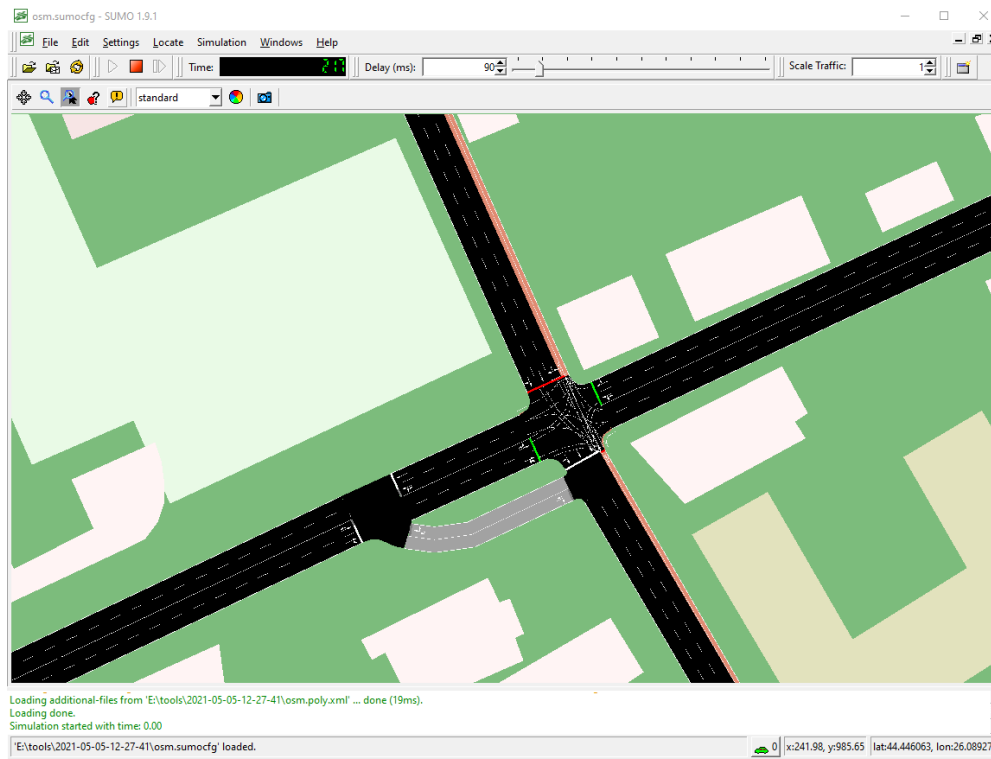 osm.sumocfg - SUMO 1.9.1
File Edit Settings Locate Simulation Windows Help
Time: 217 Delay (ms): 90 Scale Traffic: 1
standard
Loading additional-files from 'E:\tools\2021-05-05-12-27-41\osm.poly.xml' ... done (19ms).
Loading done.
Simulation started with time: 0.00
'E:\tools\2021-05-05-12-27-41\osm.sumocfg' loaded. 0 x:241.98, y:985.65 lat:44.446063, lon:26.08927